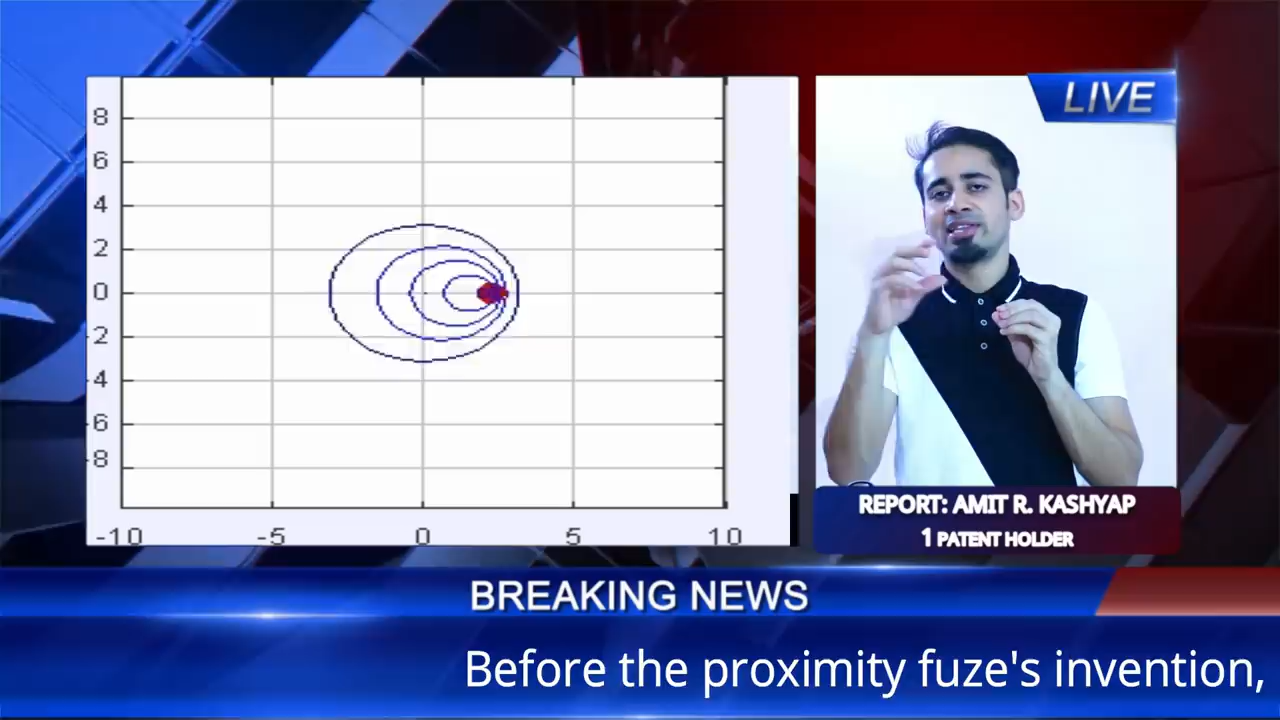 8
6
4
2
0
2
-4
-6
-8
-10 -5 0 5 10
LIVE
REPORT: AMIT R. KASHYAP
1 PATENT HOLDER
BREAKING NEWS
Before the proximity fuze's invention,